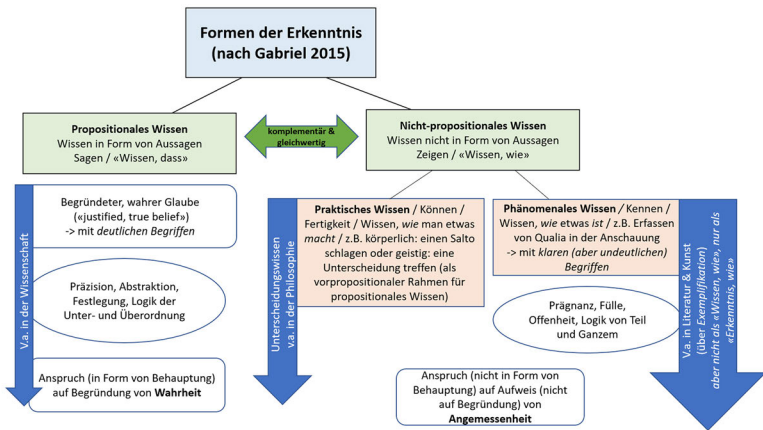 Formen der Erkenntnis
(nach Gabriel 2015)
Propositionales Wissen
Wissen in Form von Aussagen
Sagen / «Wissen, dass»
komplementär &
gleichwertig
Nicht-propositionales Wissen
Wissen nicht in Form von Aussagen
Zeigen / «Wissen, wie»
V.a. in der Wissenschaft
Begründeter, wahrer Glaube
(«justified, true belief»)
-> mit deutlichen Begriffen
Präzision, Abstraktion,
Festlegung, Logik der
Unter- und Überordnung
Anspruch (in Form von Behauptung)
auf Begründung von Wahrheit
Unterscheidungswissen
v.a. in der Philosophie
Praktisches Wissen / Können /
Fertigkeit / Wissen, wie man etwas
macht / z.B. körperlich: einen Salto
schlagen oder geistig: eine
Unterscheidung treffen (als
vorpropositionaler Rahmen für
propositionales Wissen)
Phänomenales Wissen / Kennen /
Wissen, wie etwas ist / z.B. Erfassen
von Qualia in der Anschauung
-> mit klaren (aber undeutlichen)
Begriffen
Prägnanz, Fülle,
Offenheit, Logik von Teil
und Ganzem
Anspruch (nicht in Form von
Behauptung) auf Aufweis (nicht
auf Begründung) von
Angemessenheit
V.a. in Literatur & Kunst
(über Exemplifikation)
aber nicht als «Wissen, wie», nur als
«Erkenntnis, wie»